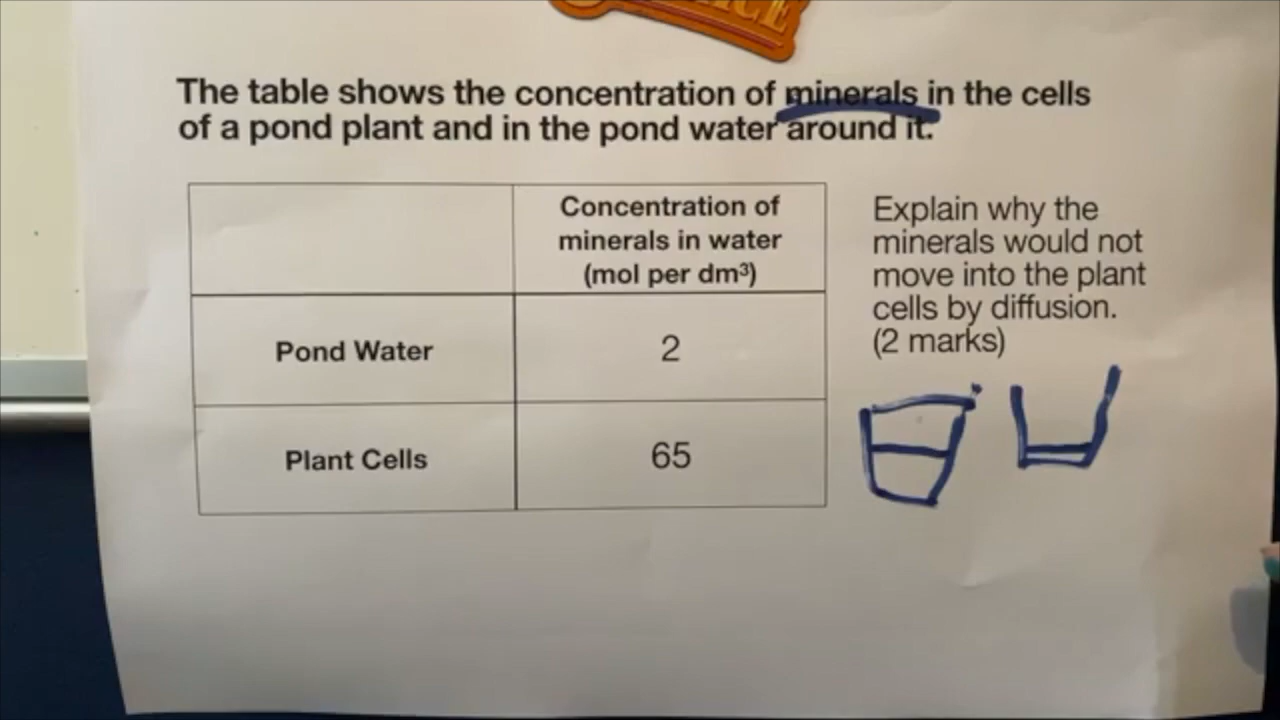 The table shows the concentration of minerals in the cells
of a pond plant and in the pond water around it.
Concentration of
minerals in water
(mol per dm³)
Pond Water
2
Plant Cells
65
Explain why the
minerals would not
move into the plant
cells by diffusion.
(2 marks)